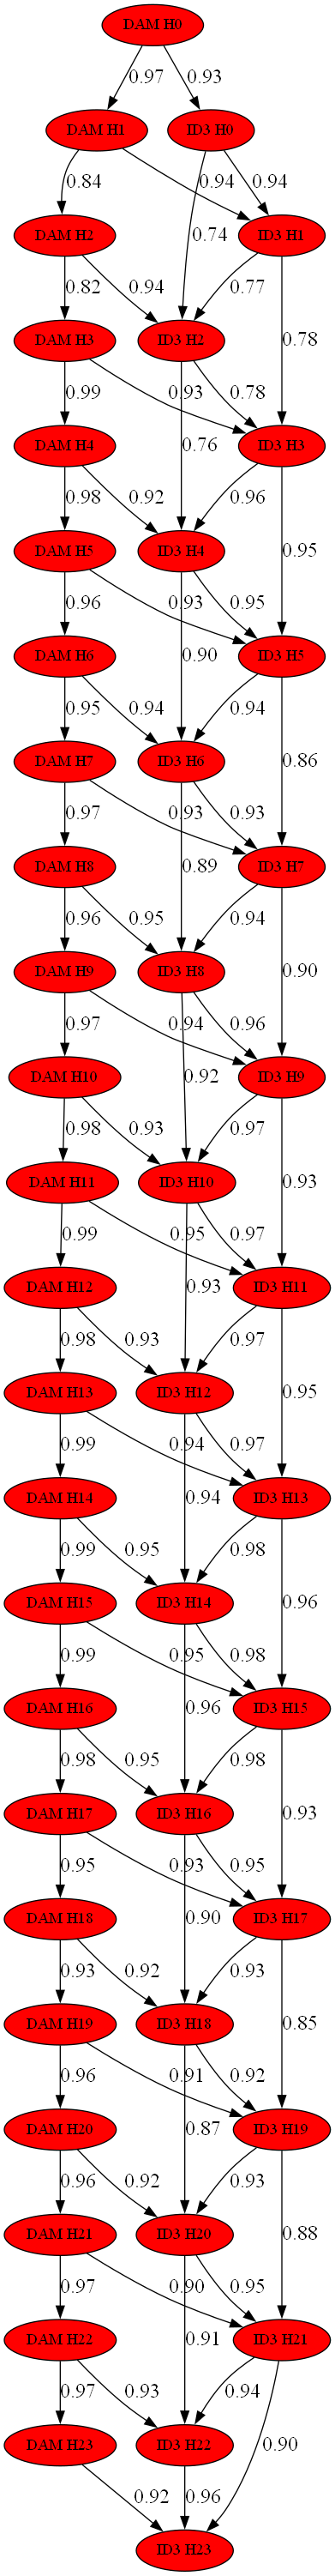 DAM H0
0.97 0.93
DAM H1 ID3 H0
0.84 0.94 0.94
DAM H2 0.74 ID3 H1
0.82 0.94 0.77
DAM H3 ID3 H2 0.78
0.99 0.93 0.78
DAM H4 0.76 ID3 H3
0.98 0.92 0.96
DAM H5 ID3 H4 0.95
0.96 0.93 0.95
DAM H6 0.90 ID3 H5
0.95 0.94 0.94
DAM H7 ID3 H6 0.86
0.97 0.93 0.93
DAM H8 0.89 ID3 H7
0.96 0.95 0.94
DAM H9 ID3 H8 0.90
0.97 0.94 0.96
DAM H10 0.92 ID3 H9
0.98 0.93 0.97
DAM H11 ID3 H10 0.93
0.99 0.95 0.97
DAM H12 0.93 ID3 H11
0.98 0.93 0.97
DAM H13 ID3 H12 0.95
0.99 0.94 0.97
DAM H14 0.94 ID3 H13
0.99 0.95 0.98
DAM H15 ID3 H14 0.96
0.99 0.95 0.98
DAM H16 0.96 ID3 H15
0.98 0.95 0.98
DAM H17 ID3 H16 0.93
0.95 0.93 0.95
DAM H18 0.90 ID3 H17
0.93 0.92 0.93
DAM H19 ID3 H18 0.85
0.96 0.91 0.92
DAM H20 0.87 ID3 H19
0.96 0.92 0.93
DAM H21 ID3 H20 0.88
0.97 0.90 0.95
DAM H22 0.91 ID3 H21
0.97 0.93 0.94
DAM H23 ID3 H22 0.90
0.92 0.96
ID3 H23